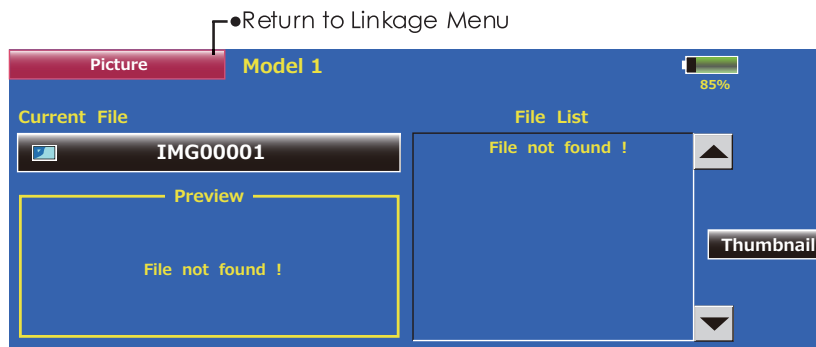 ●Return to Linkage Menu
Picture
Model 1
85%
Current File
File List
IMG00001
File not found !
Preview
Thumbnail
File not found !